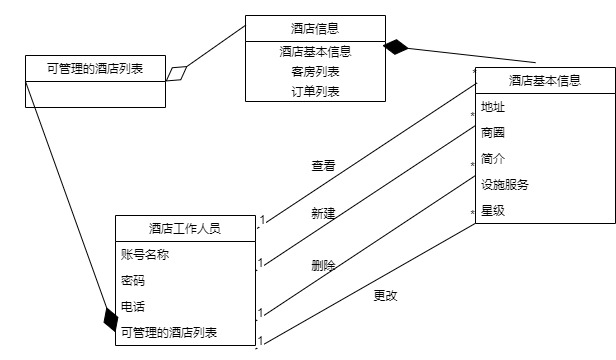 酒店信息
酒店基本信息
客房列表
订单列表
可管理的酒店列表
酒店基本信息
地址
商圈
简介
设施服务
星级
*
*
*
*
查看
新建
删除
更改
1
1
1
1
酒店工作人员
账号名称
密码
电话
可管理的酒店列表